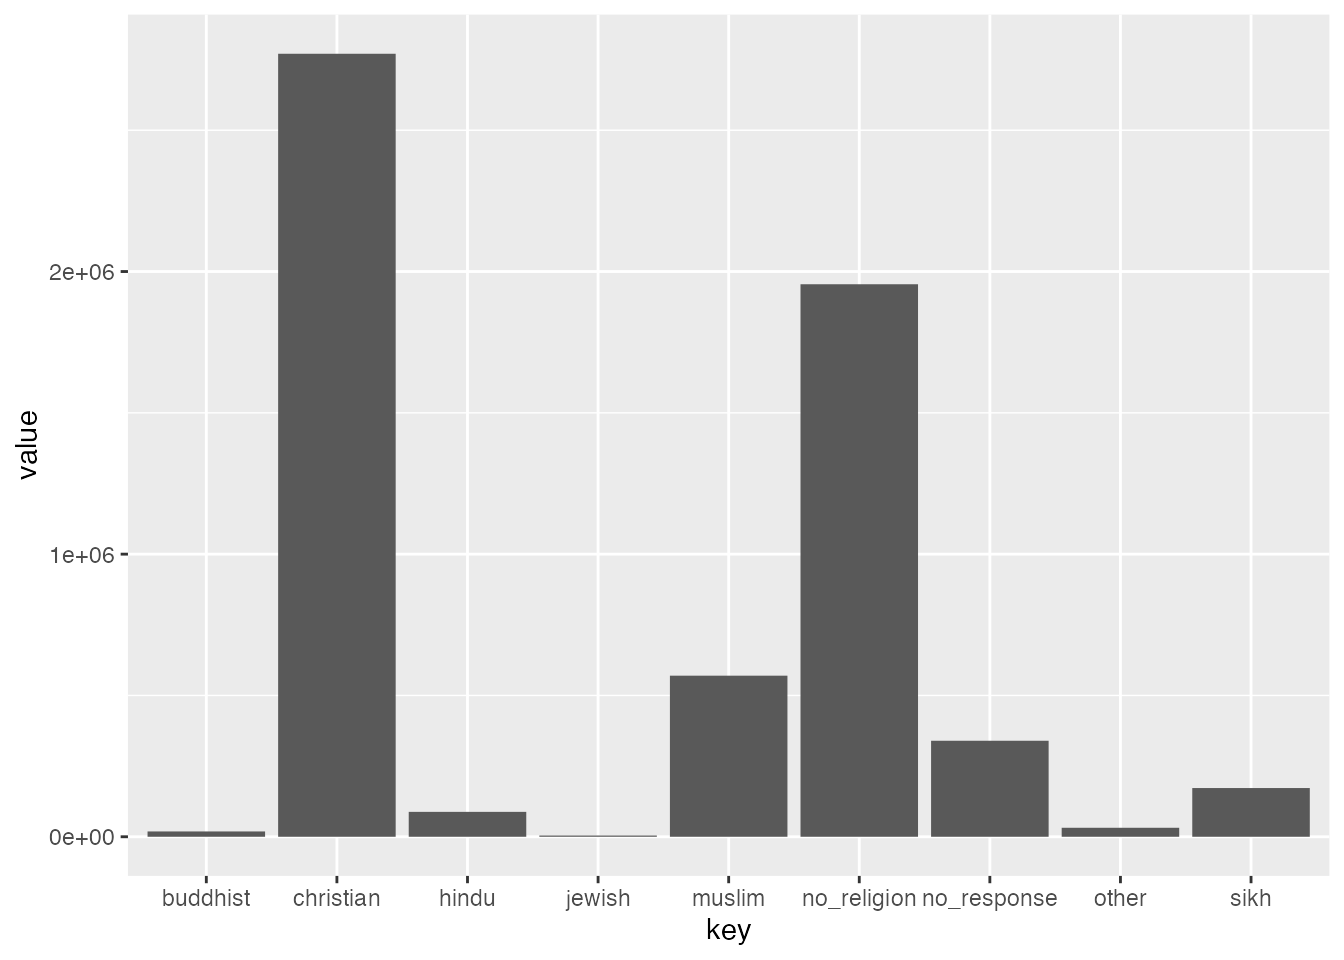 value
2e+06
1e+06
0e+00
buddhist christian hindu jewish muslim no_religion no_response other sikh
key